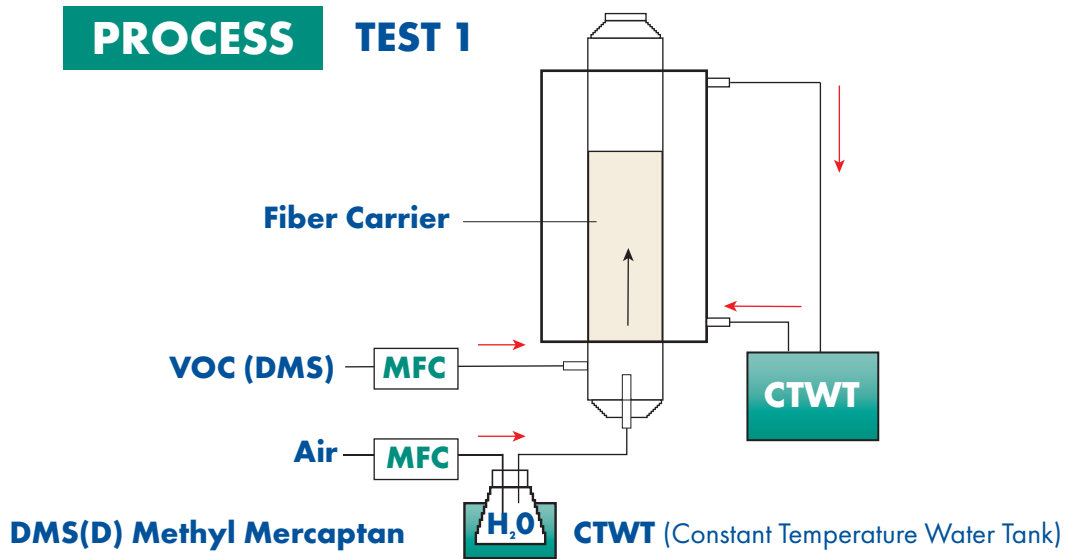 PROCESS TEST 1
Fiber Carrier
VOC (DMS) MFC
CTWT
Air MFC
H₂0
DMS(D) Methyl Mercaptan
CTWT (Constant Temperature Water Tank)